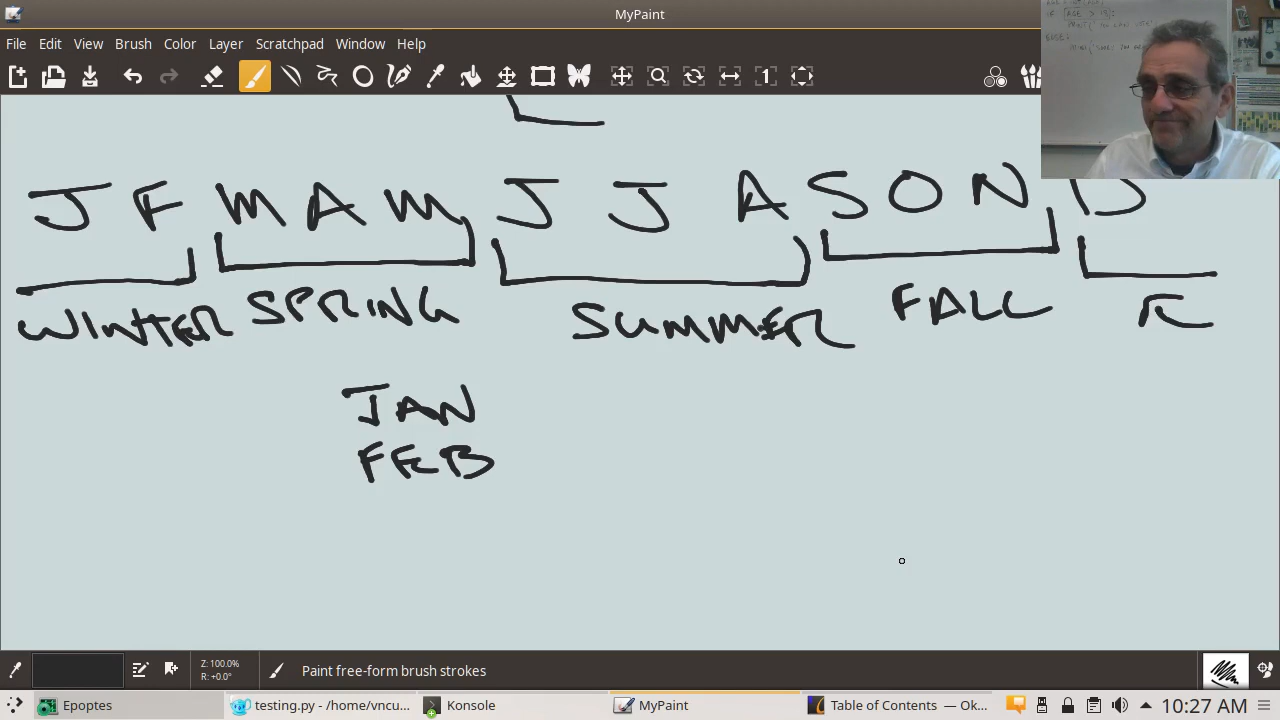 MyPaint
File Edit View Brush Color Layer Scratchpad Window Help
J F M A M J J A S O N D
WINTER SPRING SUMMER FALL
JAN
FEB
Z: 100.0%
R: +0.0°
Paint free-form brush strokes
Epoptes testing.py - /home/vncu... Konsole MyPaint Table of Contents — Ok... 10:27 AM